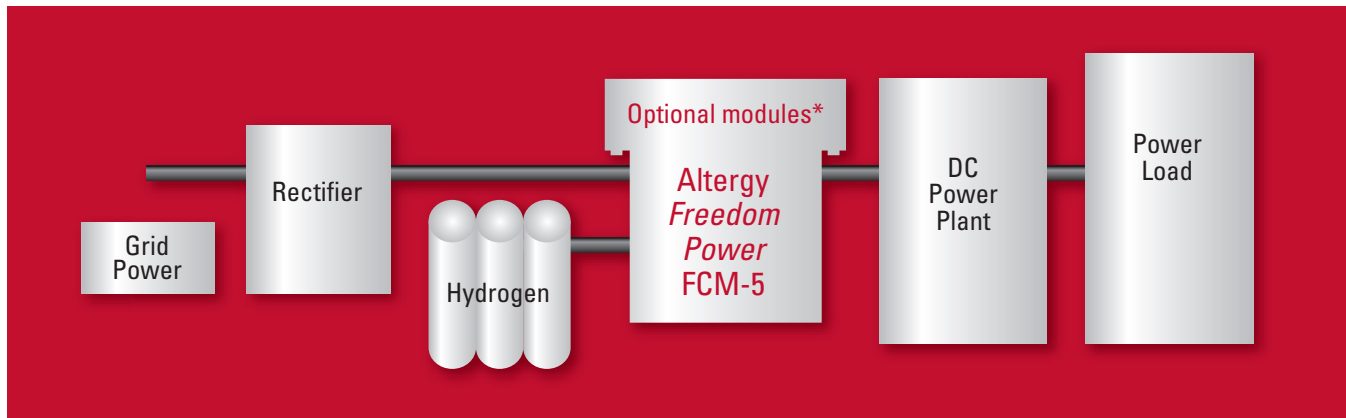 Grid
Power
Rectifier
Hydrogen
Optional modules*
Altergy
Freedom
Power
FCM-5
DC
Power
Plant
Power
Load